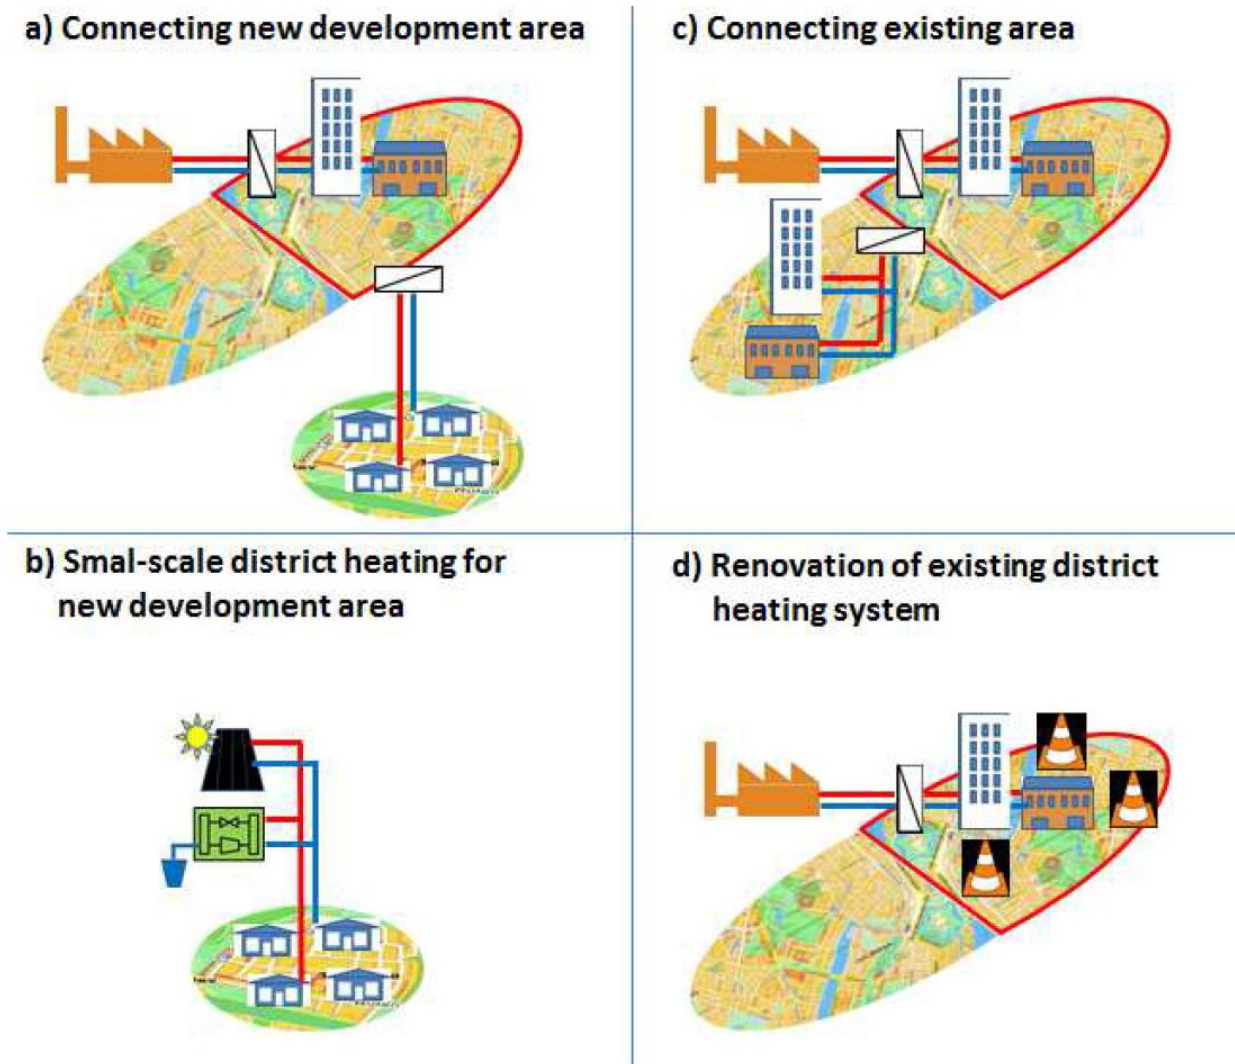 a) Connecting new development area
c) Connecting existing area
b) Smal-scale district heating for
new development area
d) Renovation of existing district
heating system